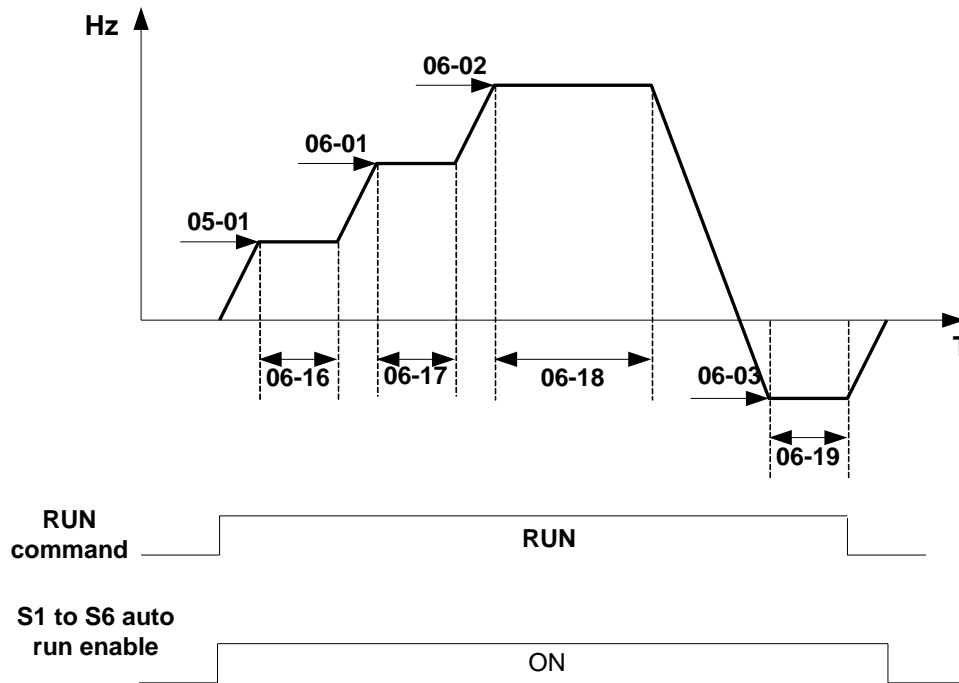 Hz
06-02
06-01
05-01
T
06-16
06-17
06-18
06-03
06-19
RUN
command
RUN
S1 to S6 auto
run enable
ON